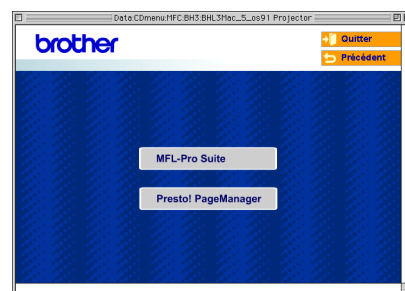 Data:CDmenu:MFC:BH3:BHL3Mac_5_os91 Projector
brother
Quitter
Précédent
MFL-Pro Suite
Presto! PageManager